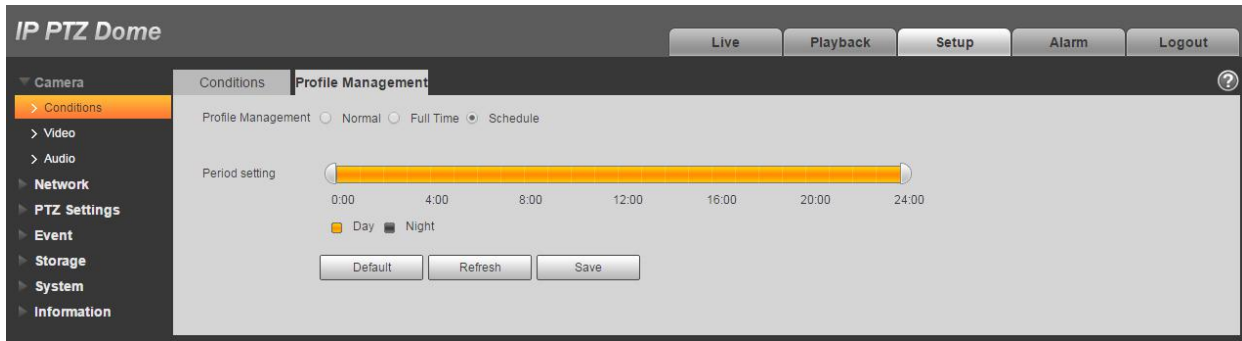 IP PTZ Dome
Live Playback Setup Alarm Logout
Camera
> Conditions
> Video
> Audio
Network
PTZ Settings
Event
Storage
System
Information
Conditions Profile Management ?
Profile Management Normal Full Time Schedule
Period setting
0:00 4:00 8:00 12:00 16:00 20:00 24:00
Day Night
Default Refresh Save